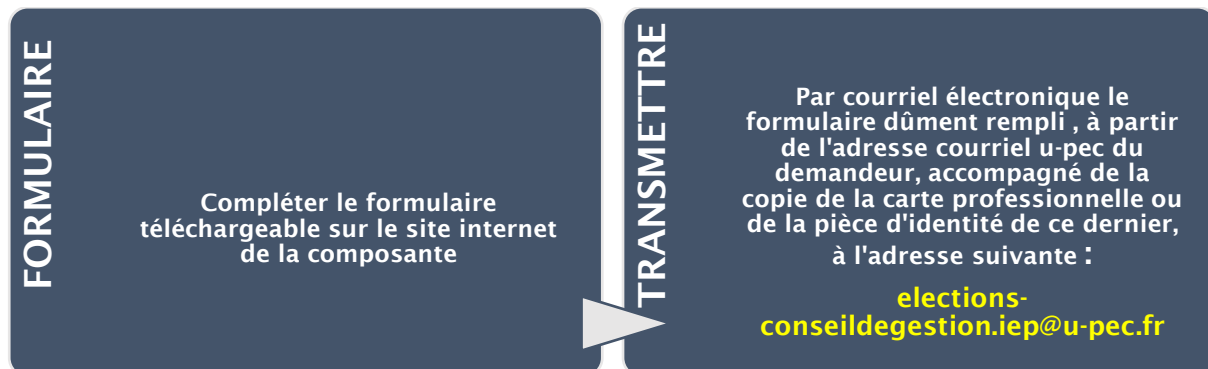 FORMULAIRE
Compléter le formulaire
téléchargeable sur le site internet
de la composante
TRANSMETTRE
Par courriel électronique le
formulaire dûment rempli , à partir
de l'adresse courriel u-pec du
demandeur, accompagné de la
copie de la carte professionnelle ou
de la pièce d'identité de ce dernier,
à l'adresse suivante :
elections-
conseildegestion.iep@u-pec.fr